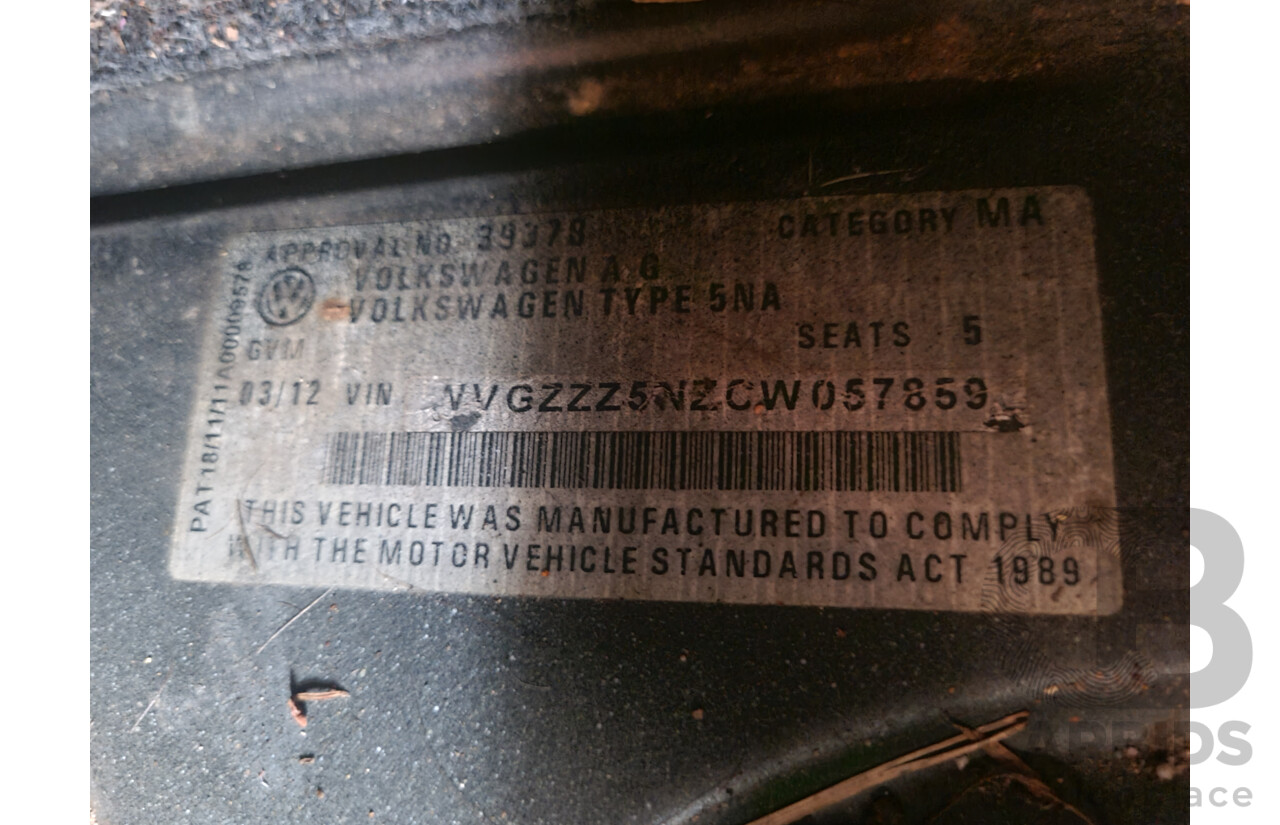 APPROVAL NO. 39378 CATEGORY MA
VOLKSWAGEN A G
VOLKSWAGEN TYPE 5NA
GVM SEATS 5
03/12 VIN WVGZZZ5NZCW057859
THIS VEHICLE WAS MANUFACTURED TO COMPLY
WITH THE MOTOR VEHICLE STANDARDS ACT 1989